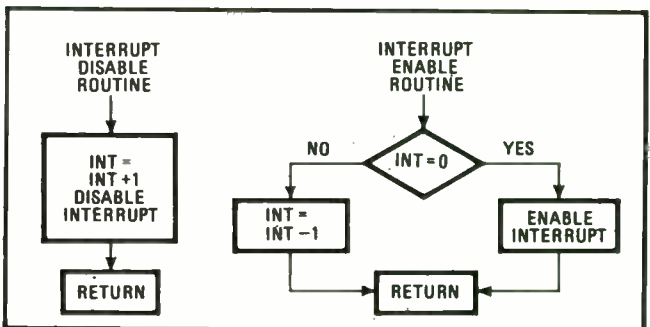 INTERRUPT
DISABLE
ROUTINE
INT =
INT +1
DISABLE
INTERRUPT
RETURN
INTERRUPT
ENABLE
ROUTINE
NO
INT = 0
YES
INT =
INT −1
ENABLE
INTERRUPT
RETURN